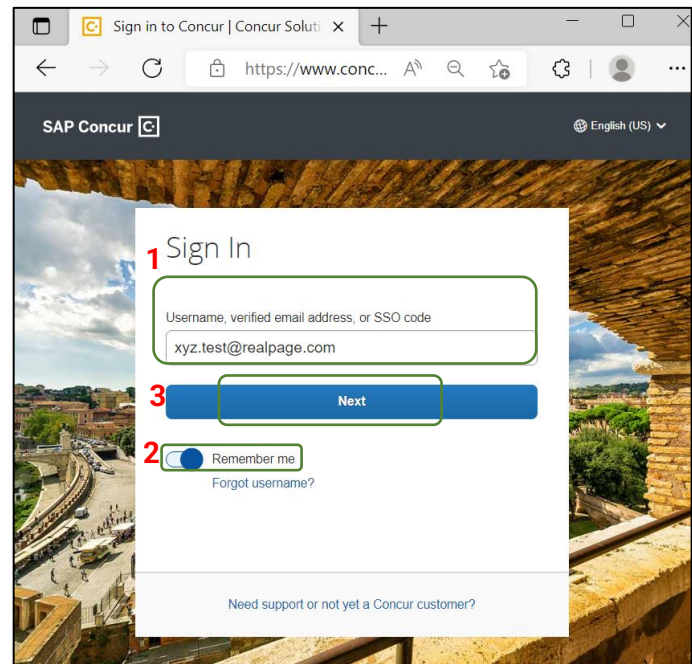 Sign in to Concur | Concur Soluti
https://www.conc...
SAP Concur
English (US)
1
Sign In
Username, verified email address, or SSO code
xyz.test@realpage.com
3
Next
2
Remember me
Forgot username?
Need support or not yet a Concur customer?